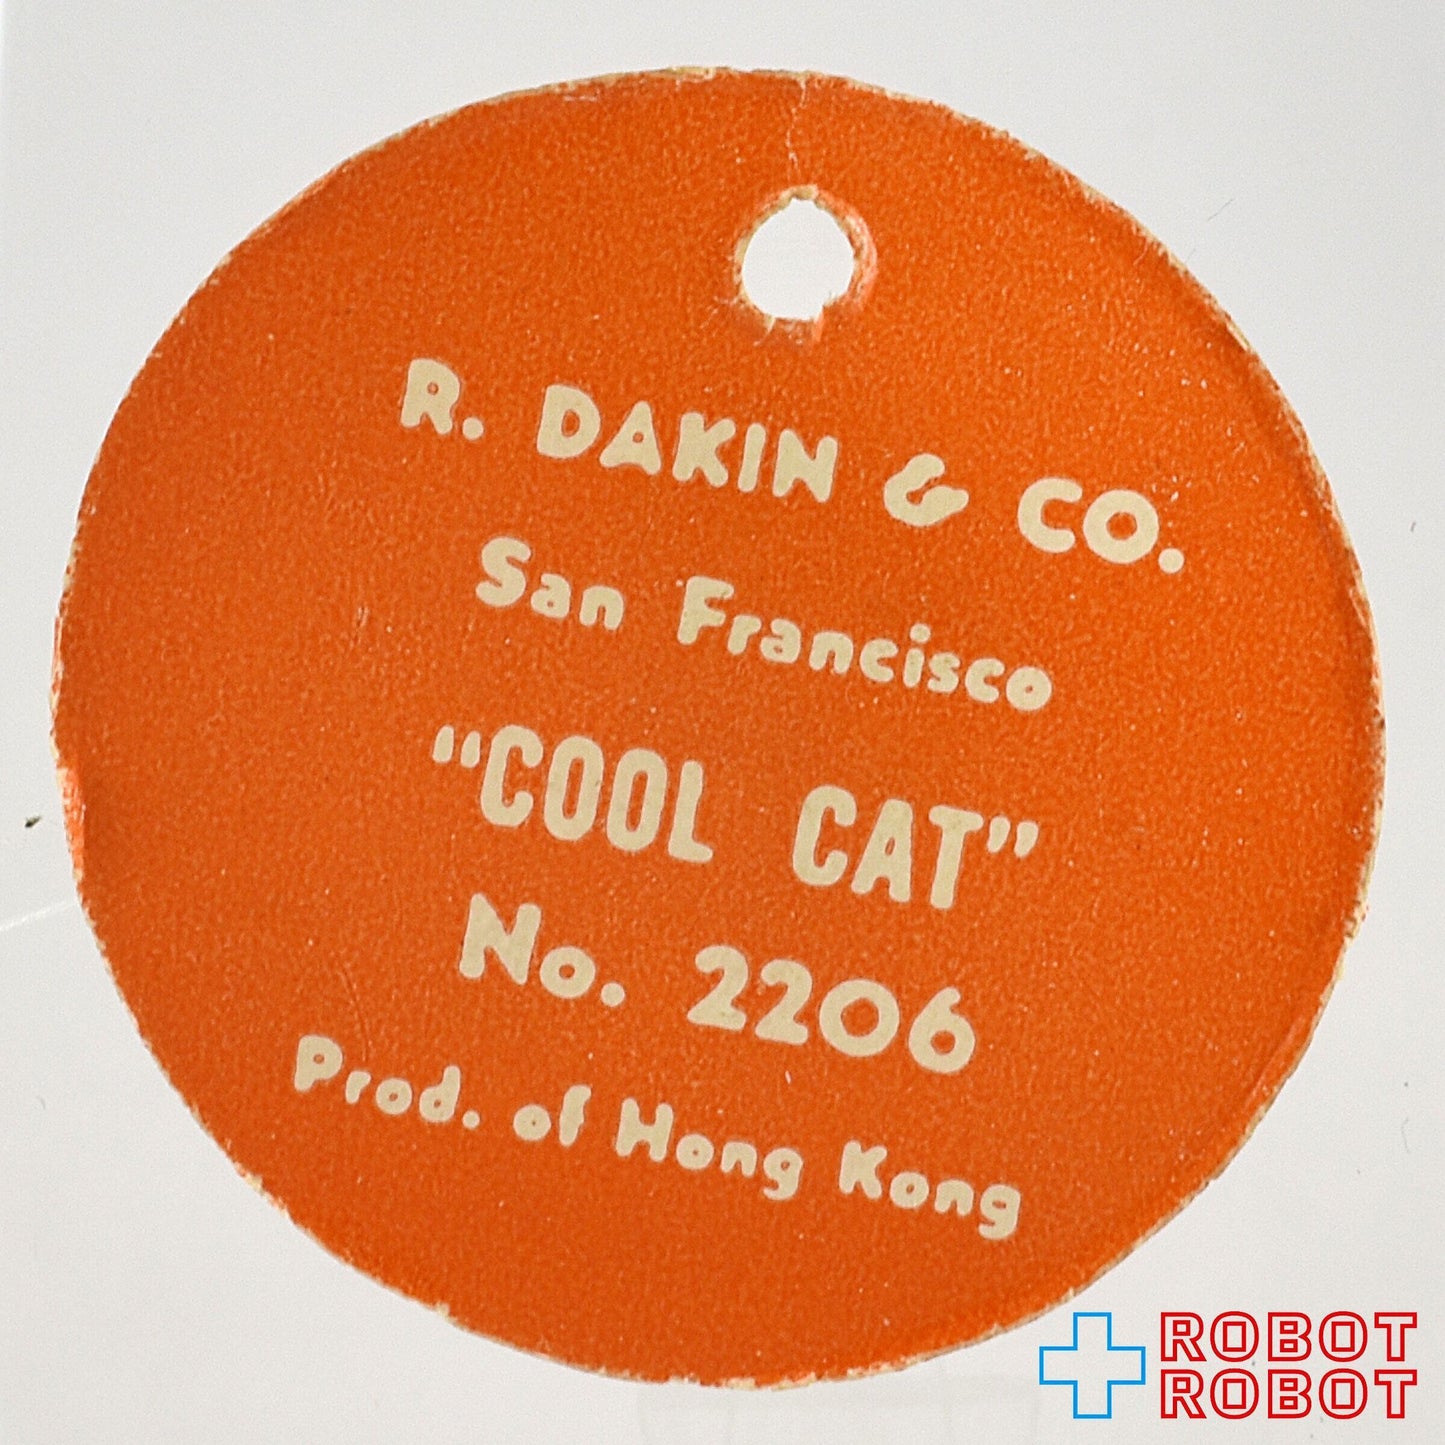 R. DAKIN & CO.
San Francisco
"COOL CAT"
No. 2206
Prod. of Hong Kong
ROBOT
ROBOT